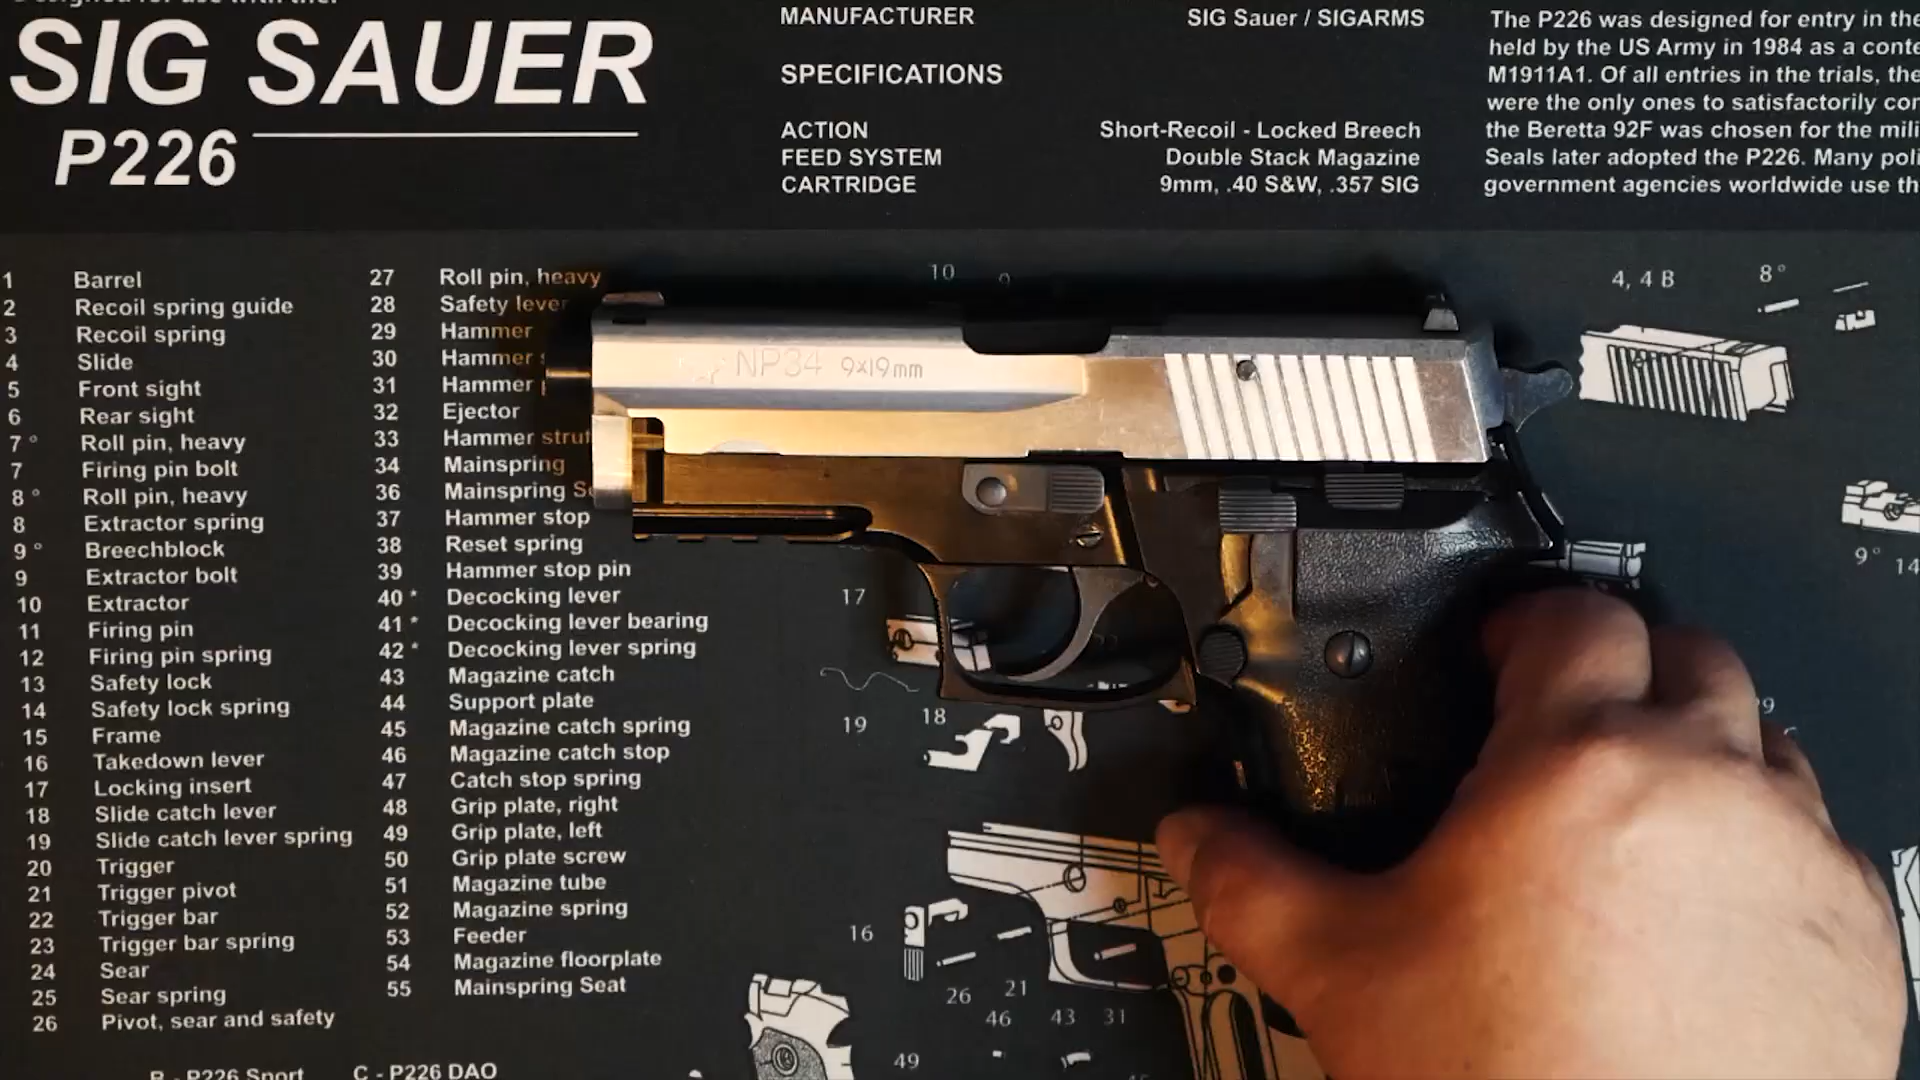 SIG SAUER
P226
MANUFACTURER SIG Sauer / SIGARMS
SPECIFICATIONS
ACTION Short-Recoil - Locked Breech
FEED SYSTEM Double Stack Magazine
CARTRIDGE 9mm, .40 S&W, .357 SIG
The P226 was designed for entry in the
held by the US Army in 1984 as a
M1911A1. Of all entries in the trials, the
were the only ones to satisfactorily
the Beretta 92F was chosen for the
Seals later adopted the P226. Many
government agencies worldwide use
1 Barrel
2 Recoil spring guide
3 Recoil spring
4 Slide
5 Front sight
6 Rear sight
7° Roll pin, heavy
7 Firing pin bolt
8° Roll pin, heavy
8 Extractor spring
9° Breechblock
9 Extractor bolt
10 Extractor
11 Firing pin
12 Firing pin spring
13 Safety lock
14 Safety lock spring
15 Frame
16 Takedown lever
17 Locking insert
18 Slide catch lever
19 Slide catch lever spring
20 Trigger
21 Trigger pivot
22 Trigger bar
23 Trigger bar spring
24 Sear
25 Sear spring
26 Pivot, sear and safety
27 Roll pin, heavy
28 Safety lever
29 Hammer
30 Hammer
31 Hammer
32 Ejector
33 Hammer strut
34 Mainspring
36 Mainspring
37 Hammer stop
38 Reset spring
39 Hammer stop pin
40 * Decocking lever
41 * Decocking lever bearing
42 * Decocking lever spring
43 Magazine catch
44 Support plate
45 Magazine catch spring
46 Magazine catch stop
47 Catch stop spring
48 Grip plate, right
49 Grip plate, left
50 Grip plate screw
51 Magazine tube
52 Magazine spring
53 Feeder
54 Magazine floorplate
55 Mainspring Seat
B - P226 Sport C - P226 DAO
10 9
4, 4 B 8°
NP34 9x19mm
9° 14
17
19 18
16
26 21
46 43 31
49